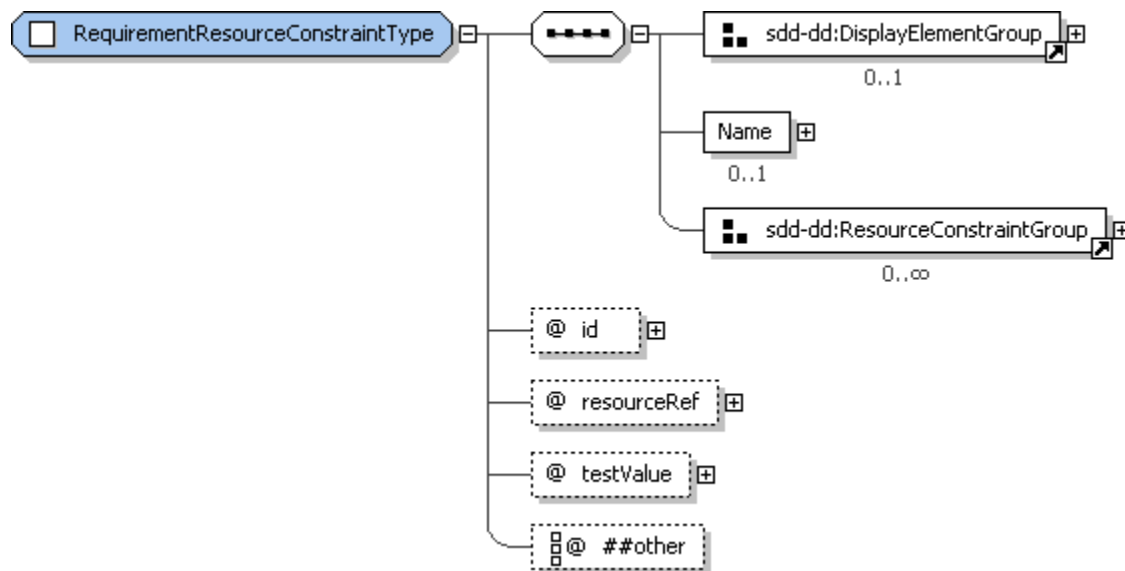 RequirementResourceConstraintType
sdd-dd:DisplayElementGroup
0..1
Name
0..1
sdd-dd:ResourceConstraintGroup
0..∞
@ id
@ resourceRef
@ testValue
@ ##other